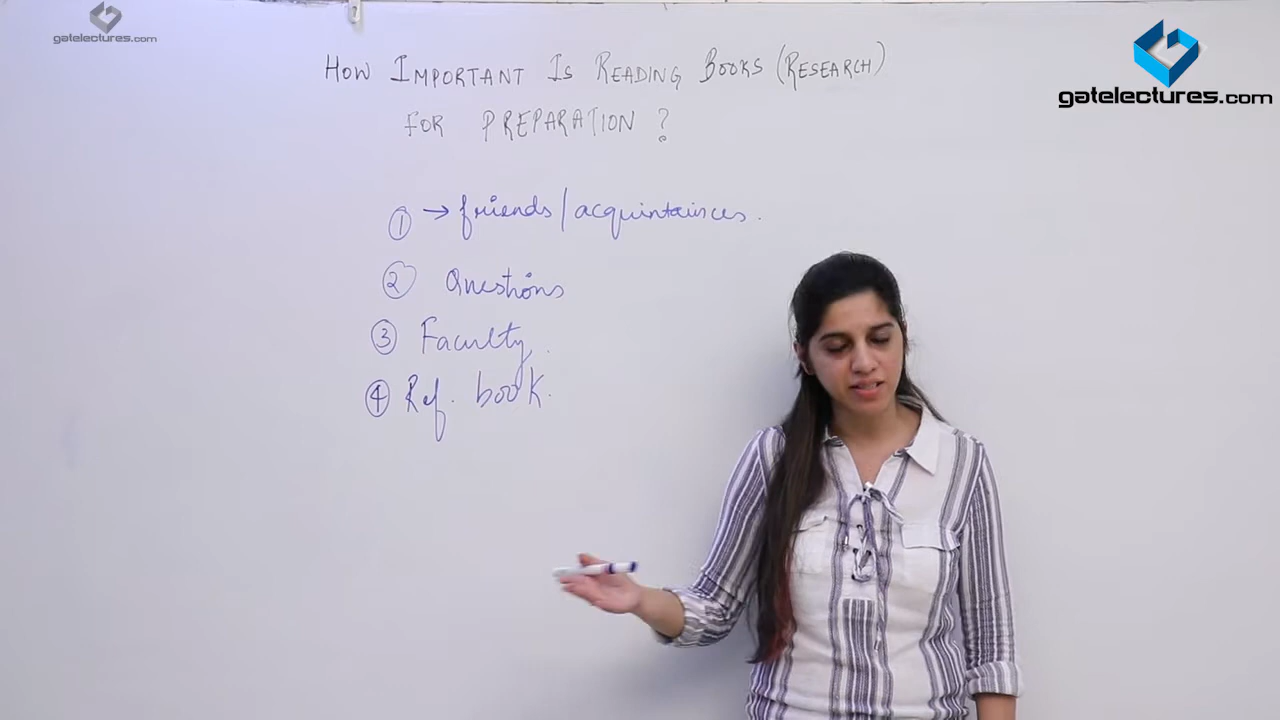 gatelectures.com
gatelectures.com
HOW IMPORTANT IS READING BOOKS (RESEARCH)
FOR PREPARATION ?
① → friends / acquintainces.
② Questions
③ Faculty.
④ Ref. book.